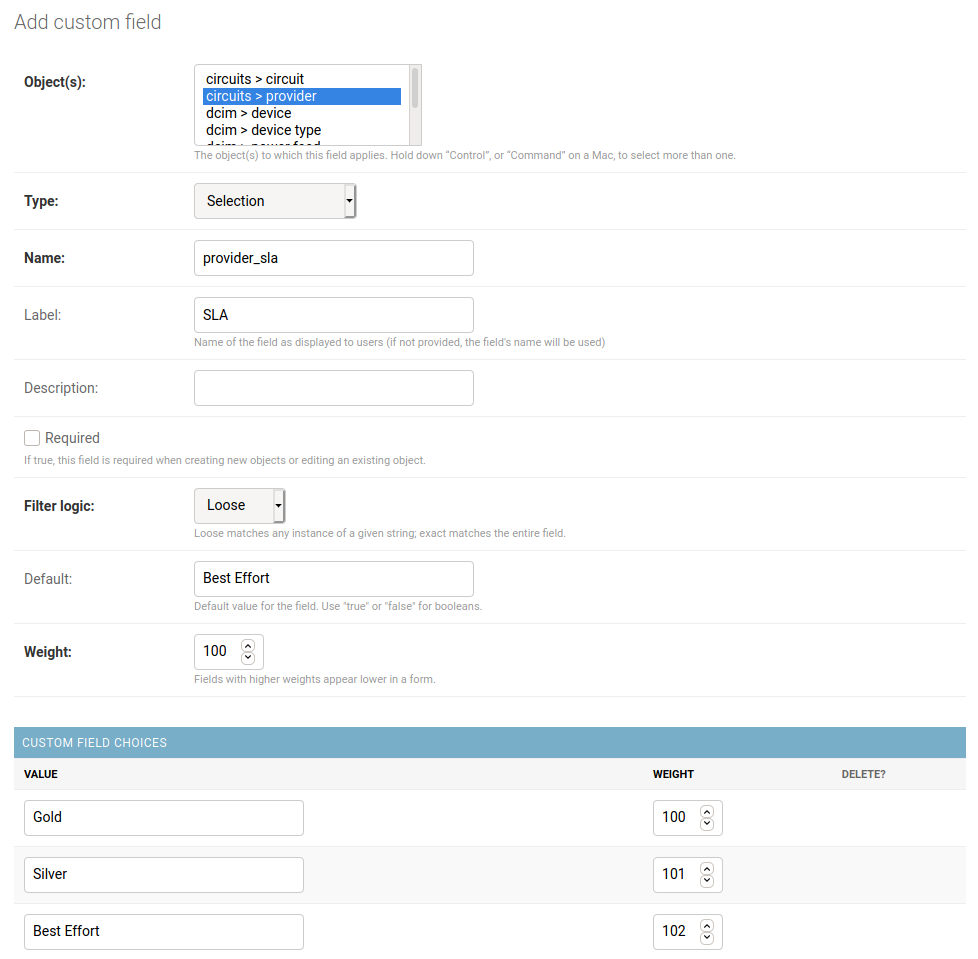 Add custom field
Object(s):
circuits > circuit
circuits > provider
dcim > device
dcim > device type
The object(s) to which this field applies. Hold down “Control”, or “Command” on a Mac, to select more than one.
Type:
Selection
Name:
provider_sla
Label:
SLA
Name of the field as displayed to users (if not provided, the field's name will be used)
Description:
Required
If true, this field is required when creating new objects or editing an existing object.
Filter logic:
Loose
Loose matches any instance of a given string; exact matches the entire field.
Default:
Best Effort
Default value for the field. Use "true" or "false" for booleans.
Weight:
100
Fields with higher weights appear lower in a form.
CUSTOM FIELD CHOICES
VALUE WEIGHT DELETE?
Gold 100
Silver 101
Best Effort 102